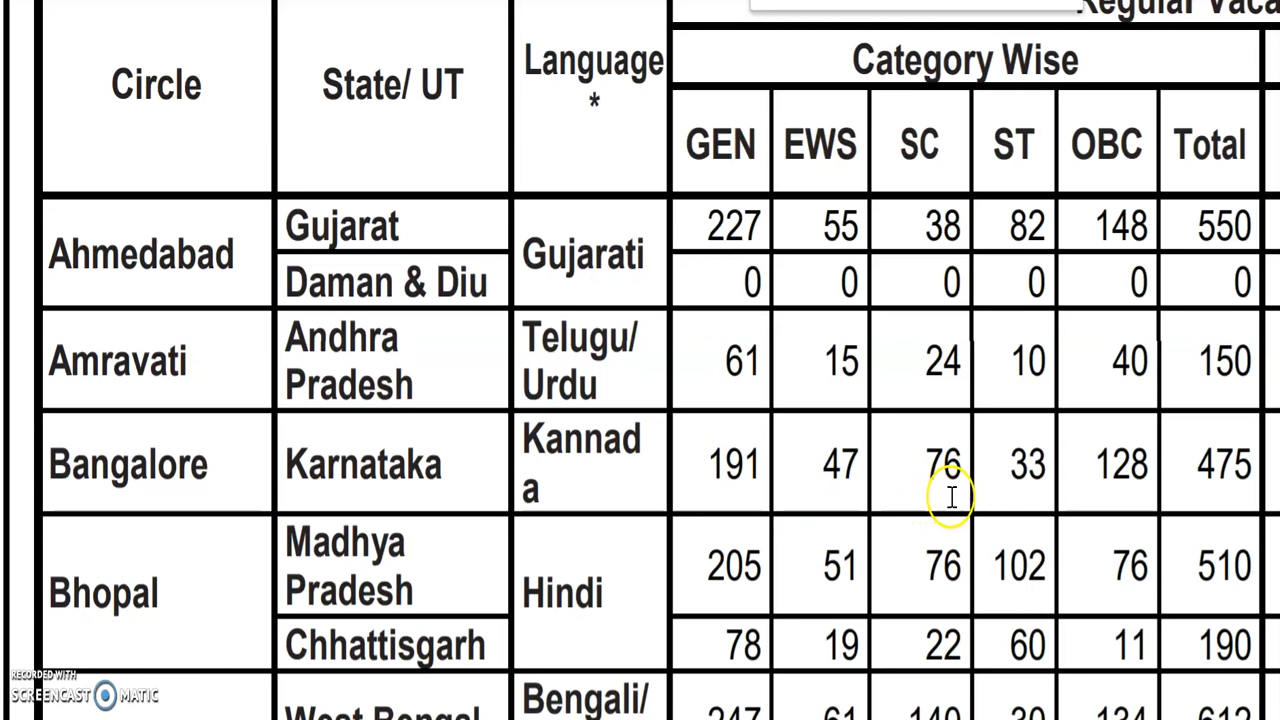 Regular Vaca
Circle State/ UT Language
*
Category Wise
GEN EWS SC ST OBC Total
Ahmedabad Gujarat Gujarati 227 55 38 82 148 550
Daman & Diu 0 0 0 0 0 0
Amravati Andhra Pradesh Telugu/ Urdu 61 15 24 10 40 150
Bangalore Karnataka Kannad
a 191 47 76 33 128 475
Bhopal Madhya Pradesh Hindi 205 51 76 102 76 510
Chhattisgarh 78 19 22 60 11 190
West Bengal Bengali/ 247 61 140 30 134 612
RECORDED WITH
SCREENCAST MATIC